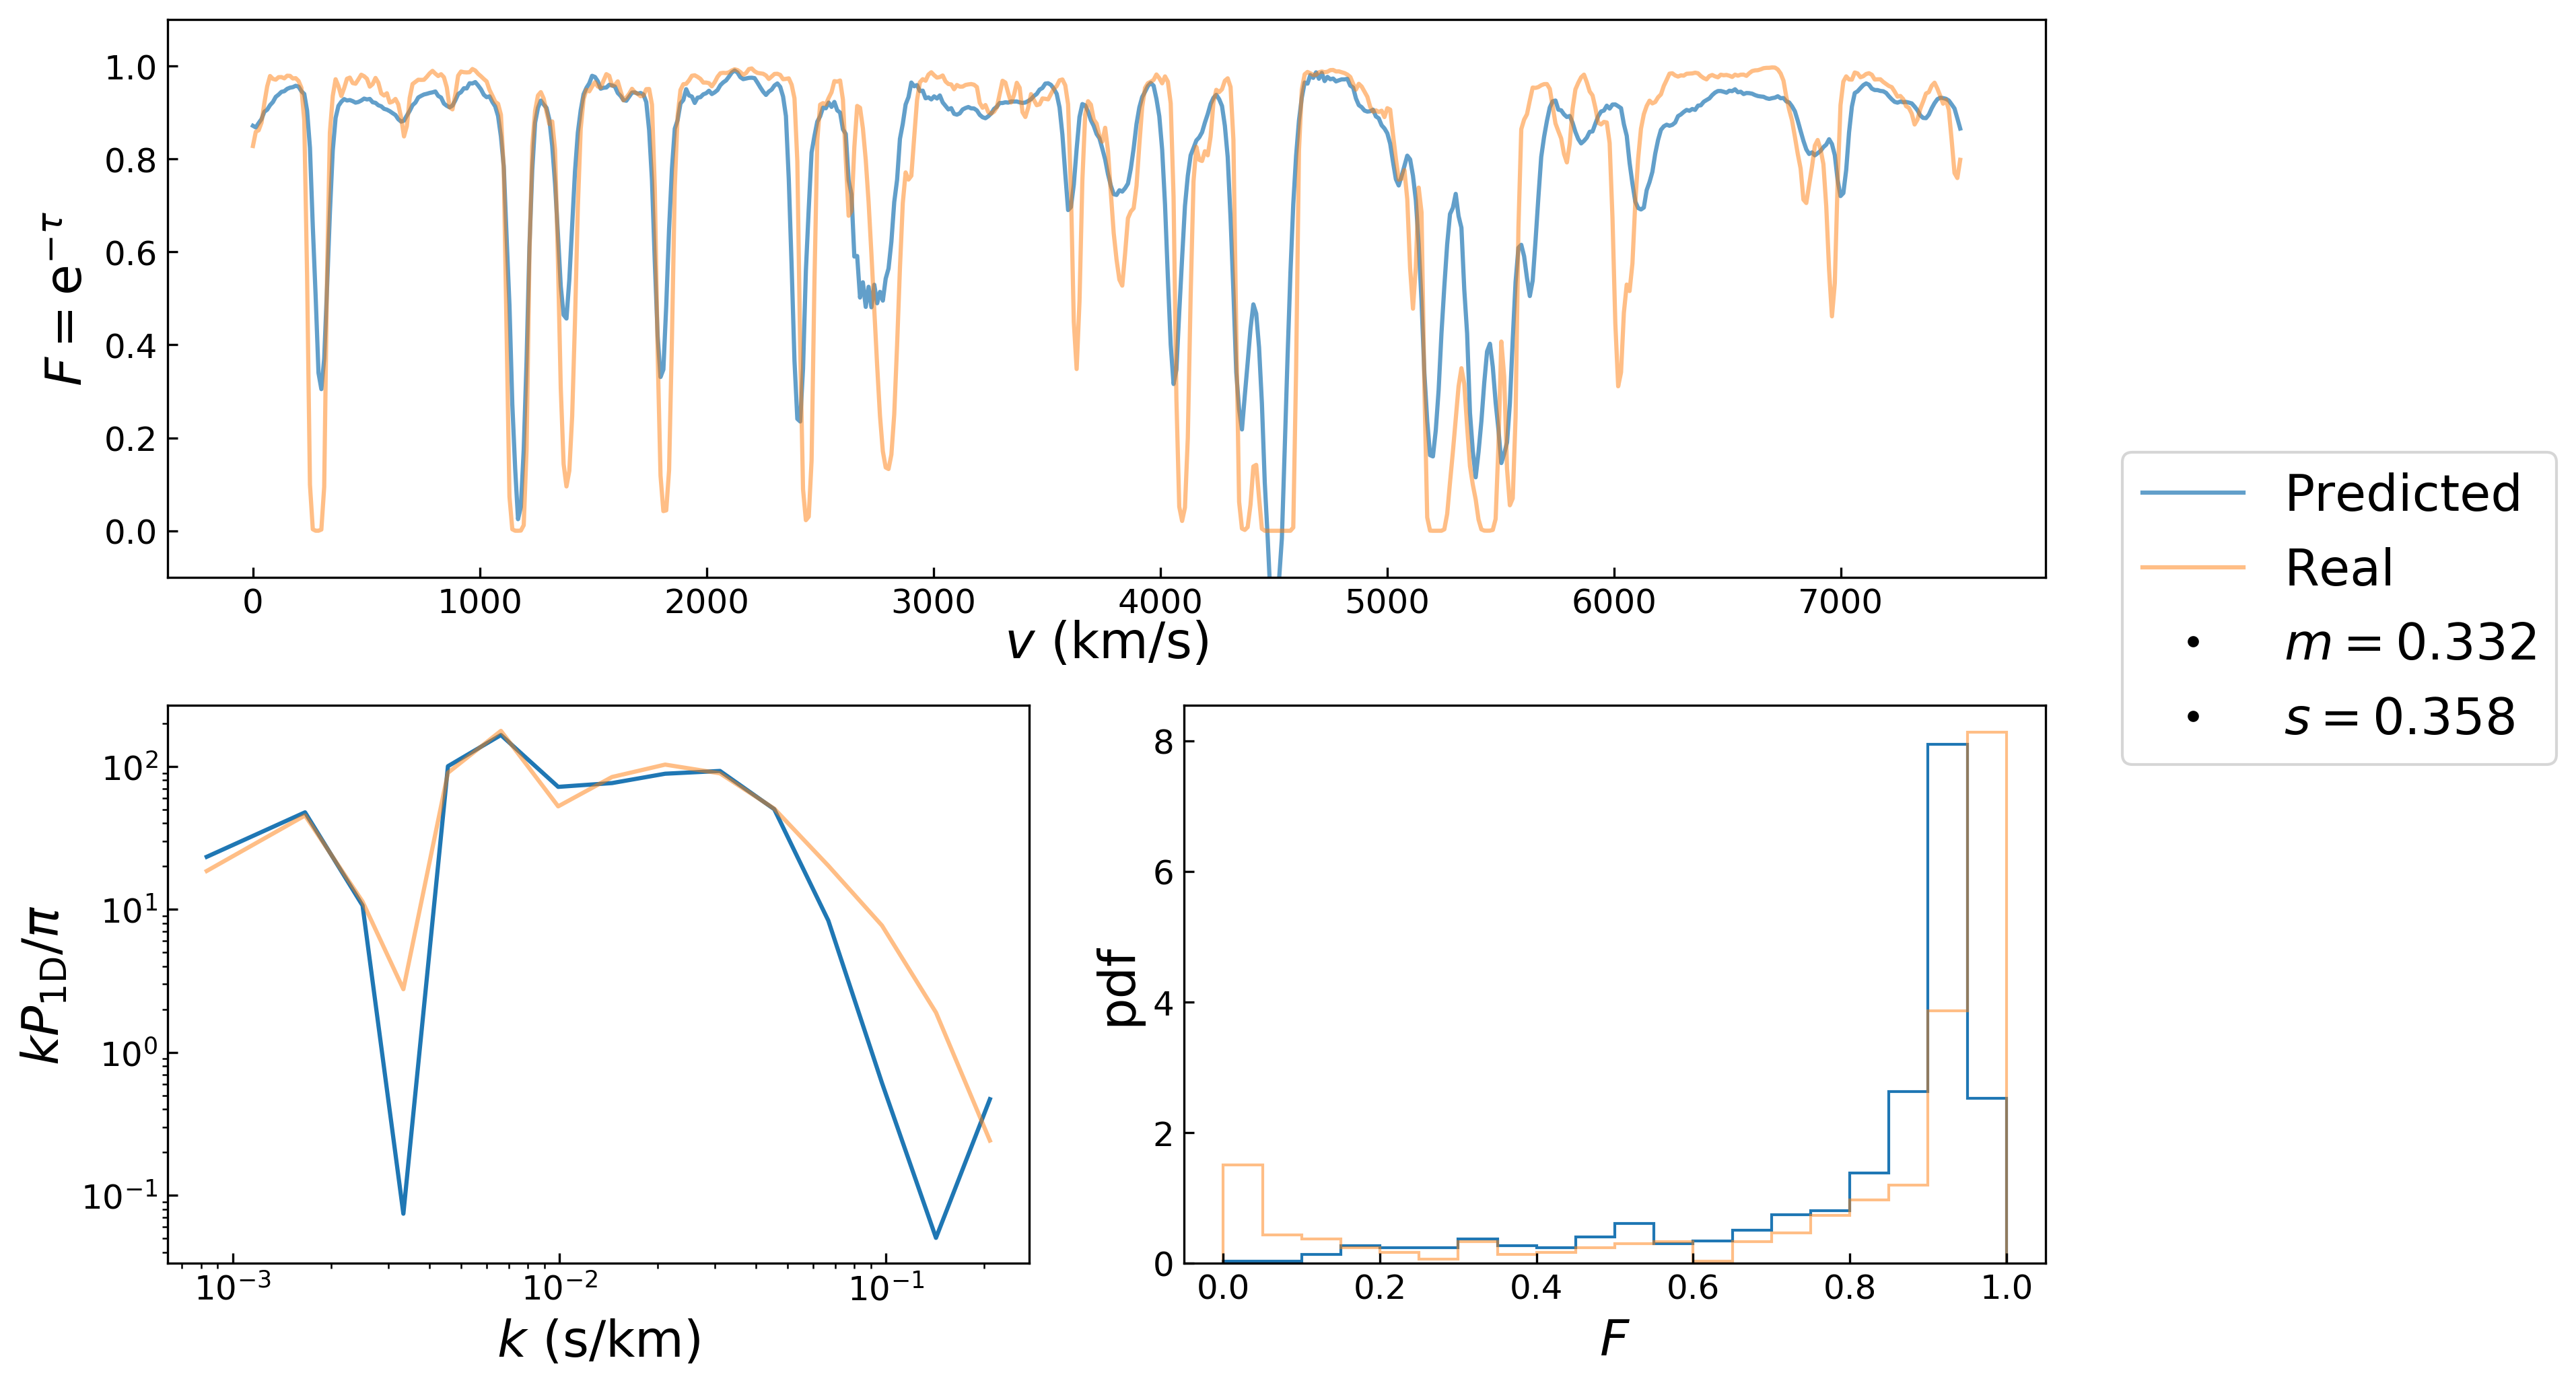 1.0
0.8
0.6
0.4
0.2
0.0
F = e^{-τ}
0 1000 2000 3000 4000 5000 6000 7000
v (km/s)
Predicted
Real
m = 0.332
s = 0.358
10^2
10^1
10^0
10^{-1}
kP_{1D}/π
10^{-3} 10^{-2} 10^{-1}
k (s/km)
8
6
4
2
0
pdf
0.0 0.2 0.4 0.6 0.8 1.0
F